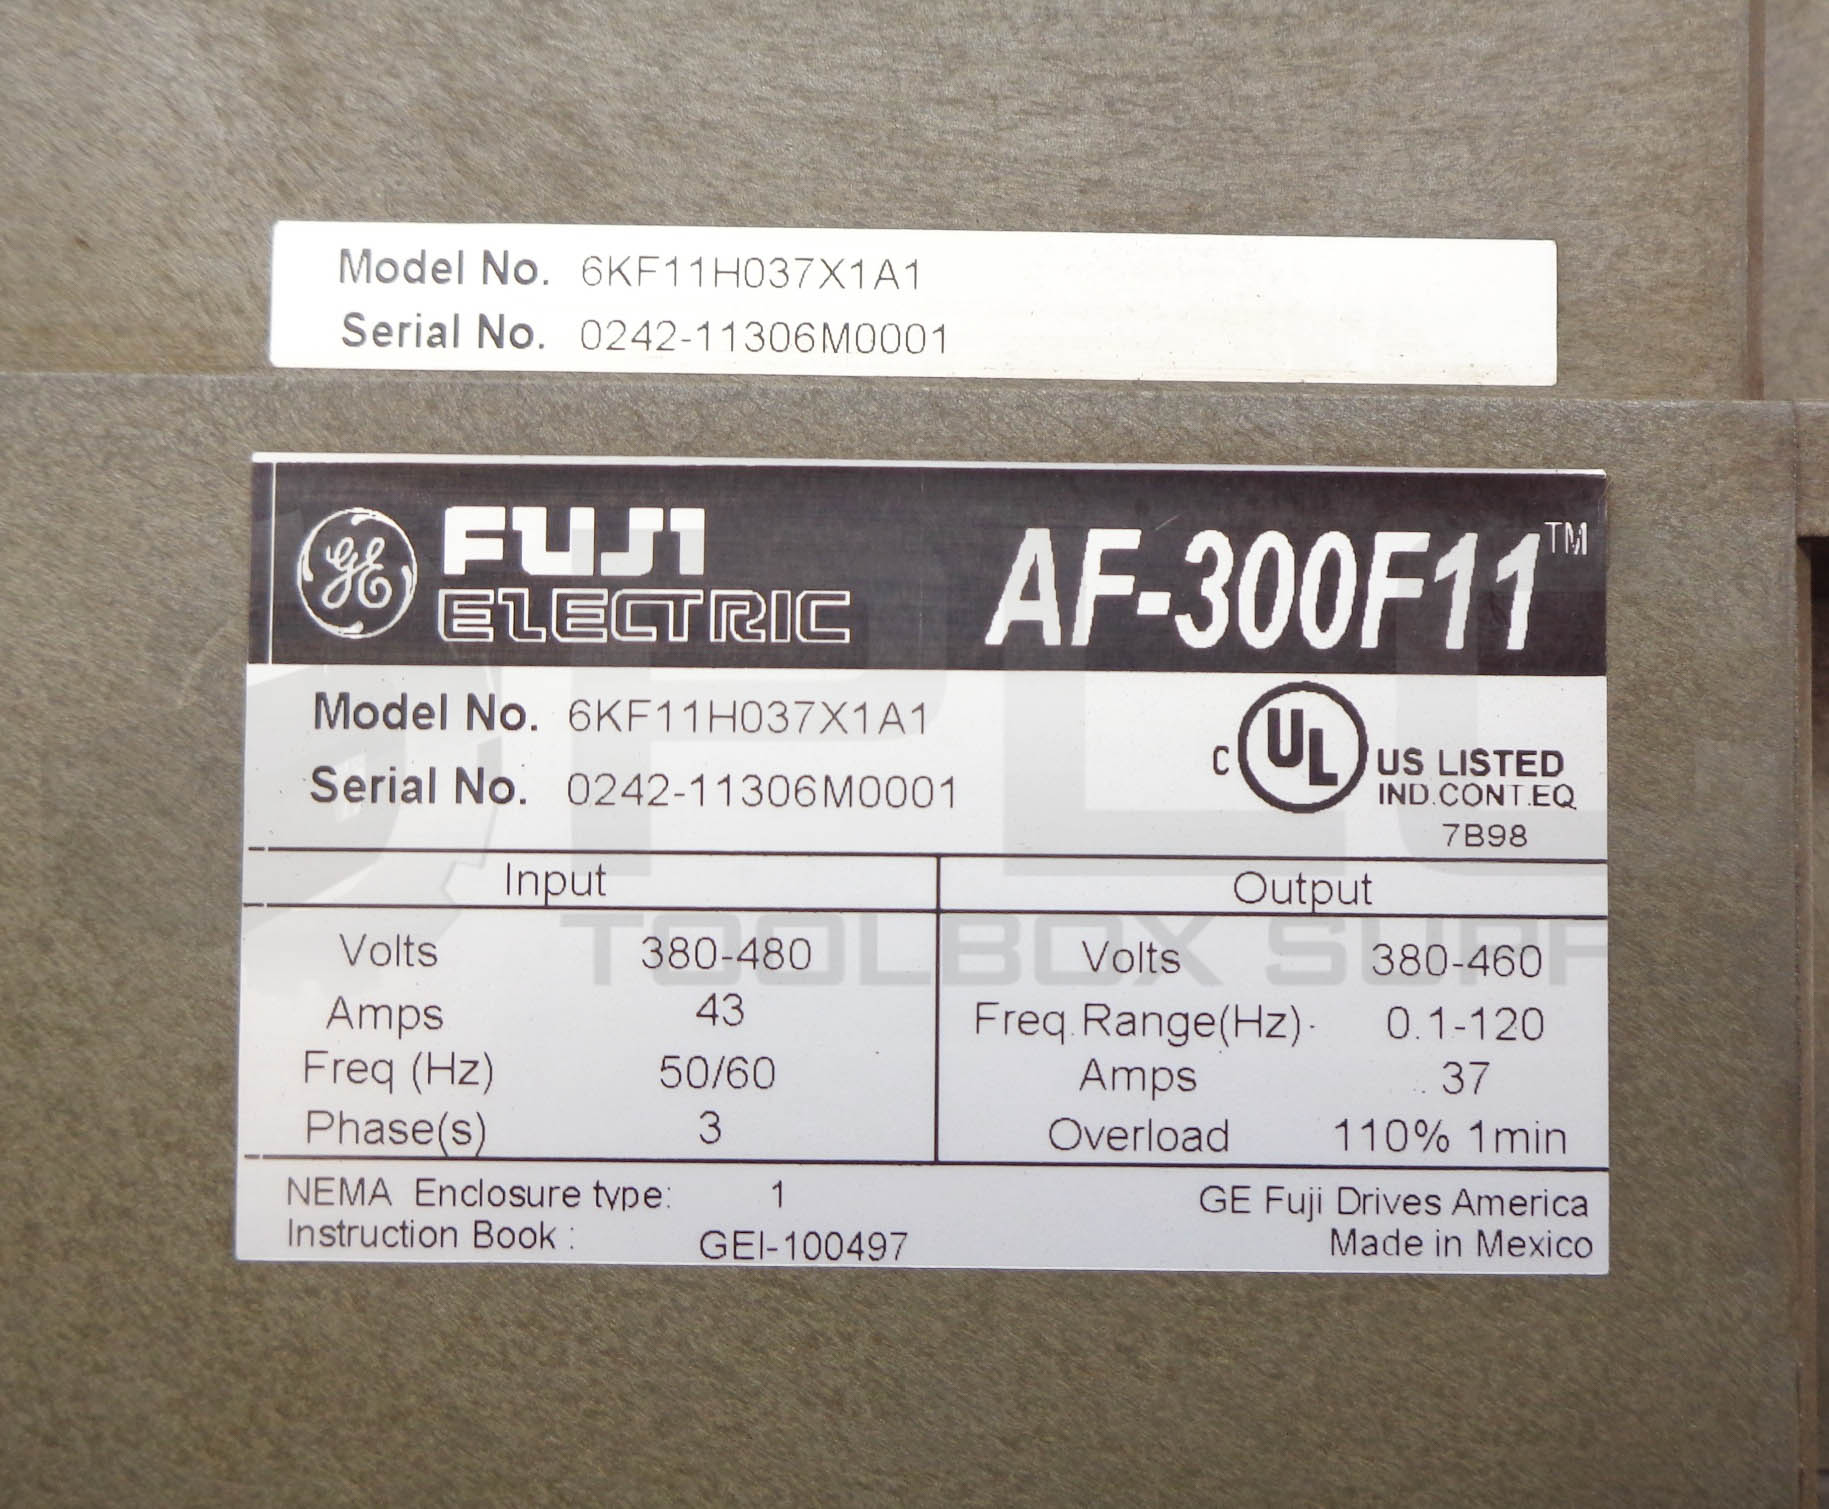 Model No. 6KF11H037X1A1
Serial No. 0242-11306M0001
GE FUJI ELECTRIC AF-300F11™
Model No. 6KF11H037X1A1
Serial No. 0242-11306M0001
C UL US LISTED
IND.CONT.EQ
7B98
Input Output
Volts 380-480 Volts 380-460
Amps 43 Freq.Range(Hz) 0.1-120
Freq (Hz) 50/60 Amps 37
Phase(s) 3 Overload 110% 1min
NEMA Enclosure type: 1 GE Fuji Drives America
Instruction Book : GEI-100497 Made in Mexico
PLC
TOOLBOX